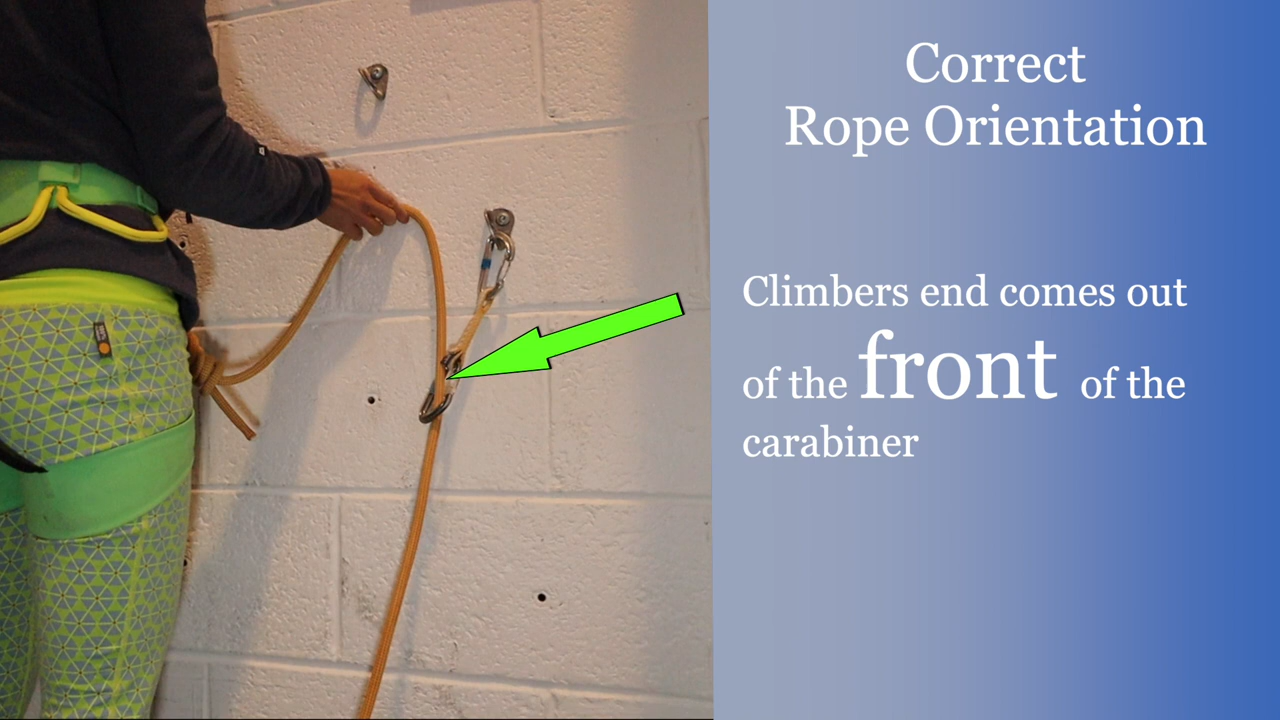 Correct
Rope Orientation
Climbers end comes out
of the front of the
carabiner